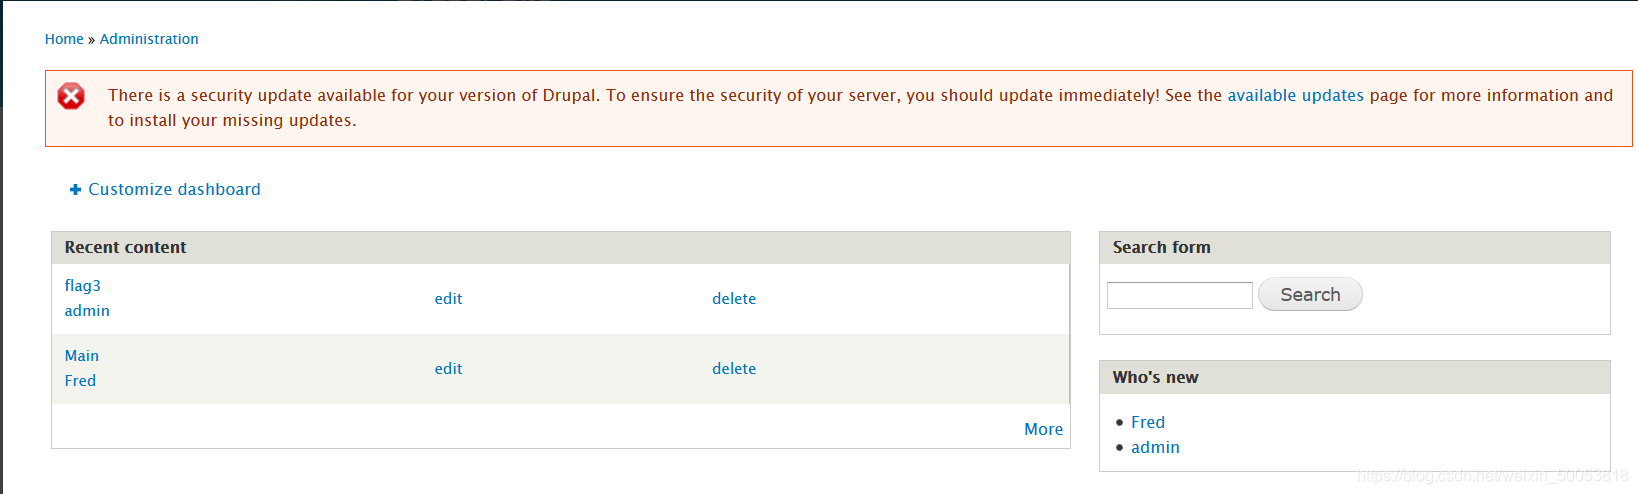 Home » Administration
There is a security update available for your version of Drupal. To ensure the security of your server, you should update immediately! See the available updates page for more information and
to install your missing updates.
Customize dashboard
Recent content
flag3
admin
edit
delete
Main
Fred
edit
delete
More
Search form
Search
Who's new
Fred
admin
https://blog.csdn.net/weixin_50053818